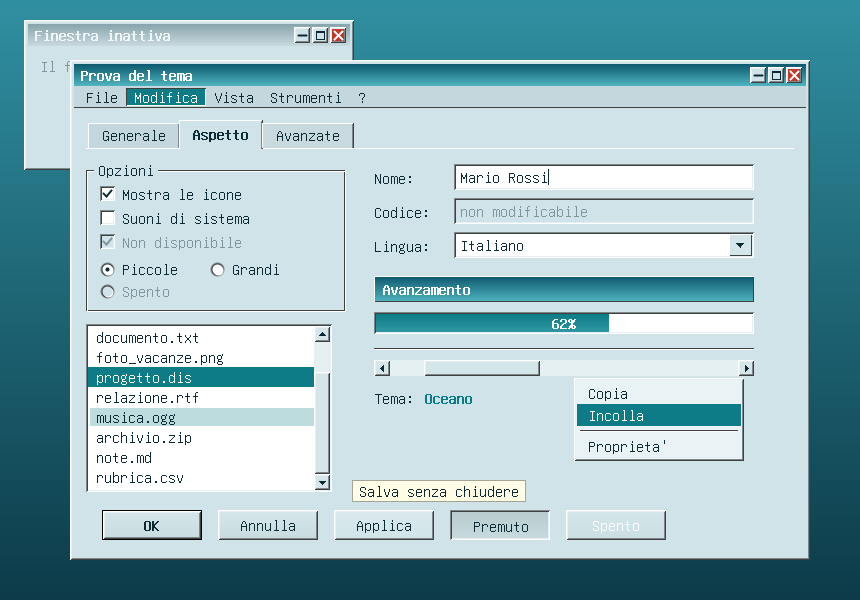 Finestra inattiva
Il f
Prova del tema
File Modifica Vista Strumenti ?
Generale Aspetto Avanzate
Opzioni
Mostra le icone
Suoni di sistema
Non disponibile
Piccole Grandi
Spento
Nome: Mario Rossi
Codice: non modificabile
Lingua: Italiano
Avanzamento
62%
documento.txt
foto_vacanze.png
progetto.dis
relazione.rtf
musica.ogg
archivio.zip
note.md
rubrica.csv
Tema: Oceano
Copia
Incolla
Proprieta'
Salva senza chiudere
OK Annulla Applica Premuto Spento